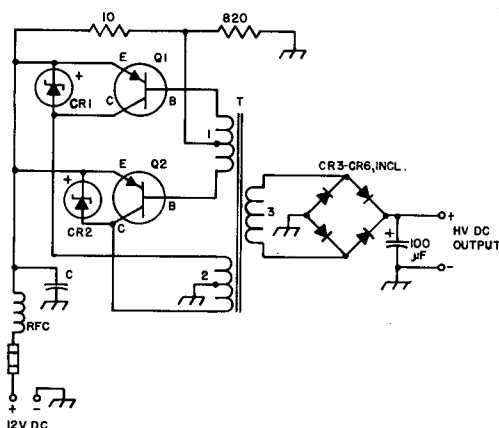 10
820
E
Q1
+
CR1
C
B
T
1
E
Q2
+
CR2
C
B
CR3-CR6, INCL.
3
2
+
HV DC
OUTPUT
+
100
µF
-
C
RFC
+
-
12V DC